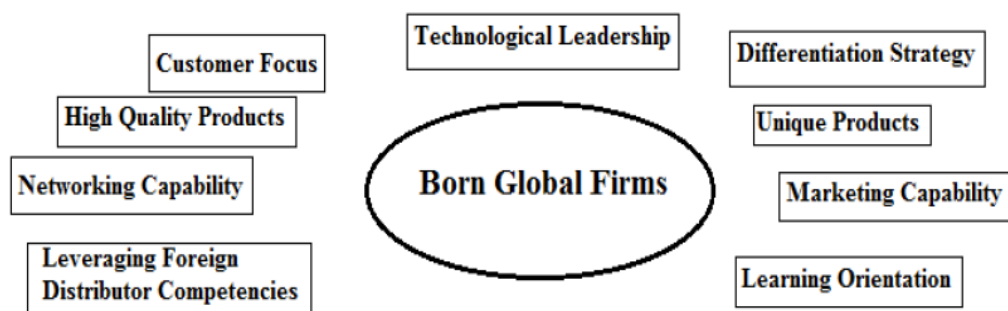 Technological Leadership
Customer Focus
Differentiation Strategy
High Quality Products
Unique Products
Networking Capability
Born Global Firms
Marketing Capability
Leveraging Foreign
Distributor Competencies
Learning Orientation